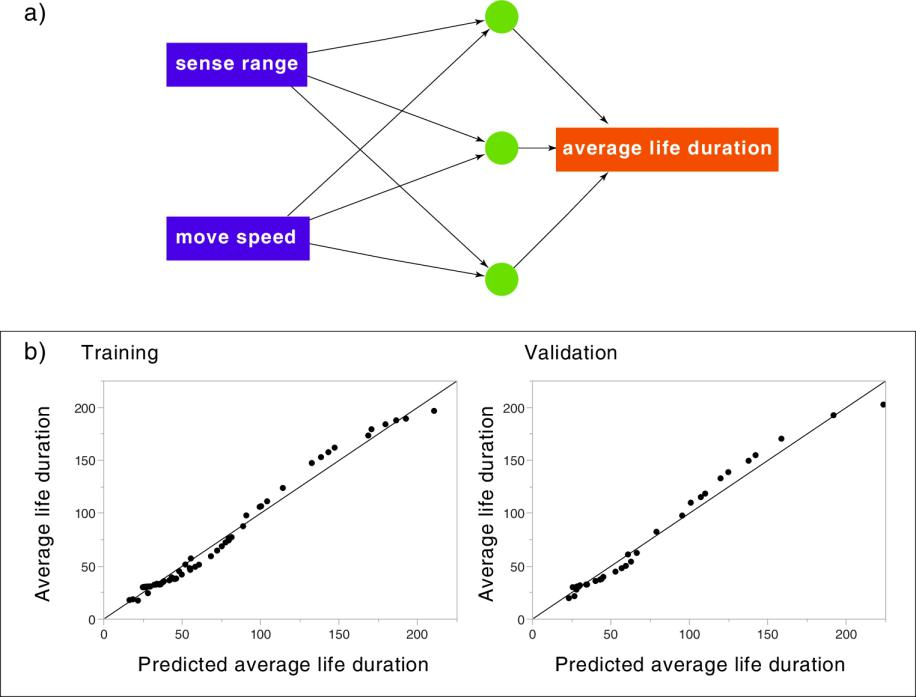 a)
sense range
average life duration
move speed
b)
Training
Validation
Average life duration
200
150
100
50
0
0 50 100 150 200
Predicted average life duration
Average life duration
200
150
100
50
0
0 50 100 150 200
Predicted average life duration